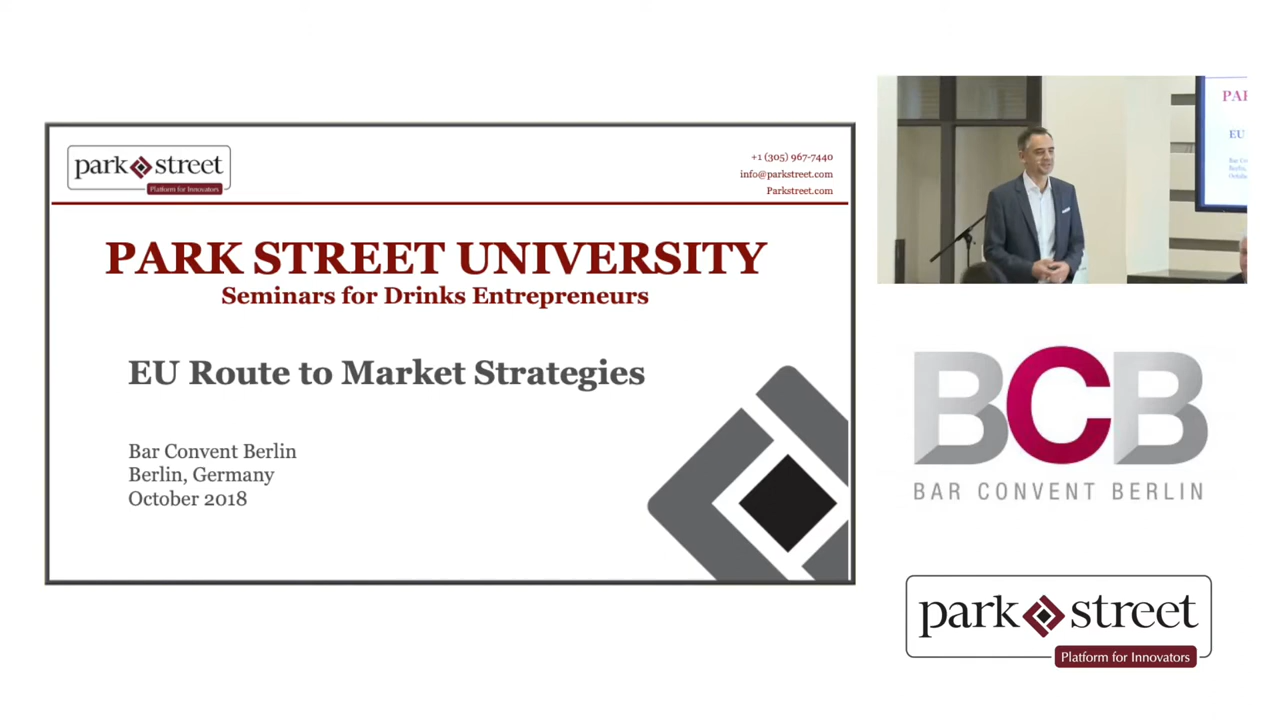 park street
Platform for Innovators
+1 (305) 967-7440
info@parkstreet.com
Parkstreet.com
PARK STREET UNIVERSITY
Seminars for Drinks Entrepreneurs
EU Route to Market Strategies
Bar Convent Berlin
Berlin, Germany
October 2018
EU
BCB
BAR CONVENT BERLIN
park street
Platform for Innovators